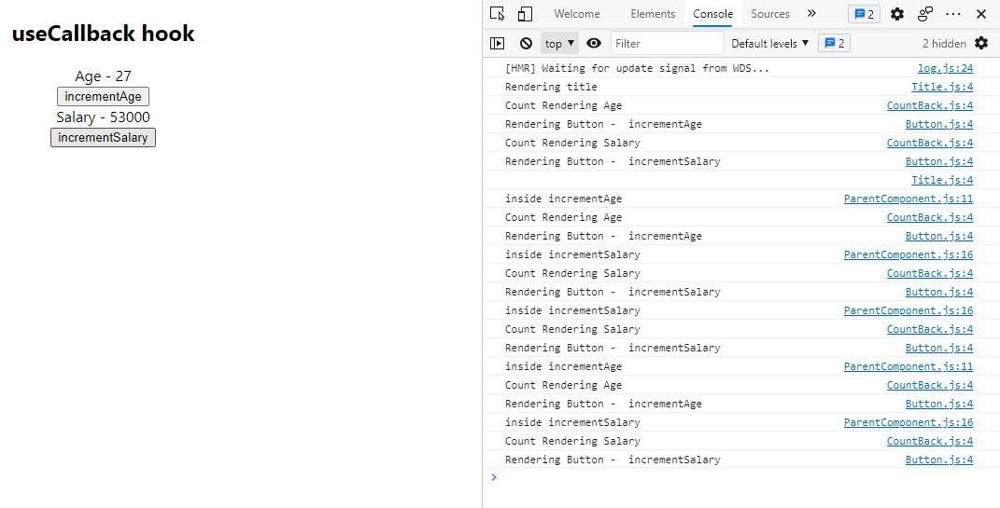 useCallback hook
Age - 27
incrementAge
Salary - 53000
incrementSalary
Welcome Elements Console Sources » 2
top ▼ Filter Default levels ▼ 2 2 hidden
[HMR] Waiting for update signal from WDS... log.js:24
Rendering title Title.js:4
Count Rendering Age CountBack.js:4
Rendering Button -  incrementAge Button.js:4
Count Rendering Salary CountBack.js:4
Rendering Button -  incrementSalary Button.js:4
Title.js:4
inside incrementAge ParentComponent.js:11
Count Rendering Age CountBack.js:4
Rendering Button -  incrementAge Button.js:4
inside incrementSalary ParentComponent.js:16
Count Rendering Salary CountBack.js:4
Rendering Button -  incrementSalary Button.js:4
inside incrementSalary ParentComponent.js:16
Count Rendering Salary CountBack.js:4
Rendering Button -  incrementSalary Button.js:4
inside incrementAge ParentComponent.js:11
Count Rendering Age CountBack.js:4
Rendering Button -  incrementAge Button.js:4
inside incrementSalary ParentComponent.js:16
Count Rendering Salary CountBack.js:4
Rendering Button -  incrementSalary Button.js:4